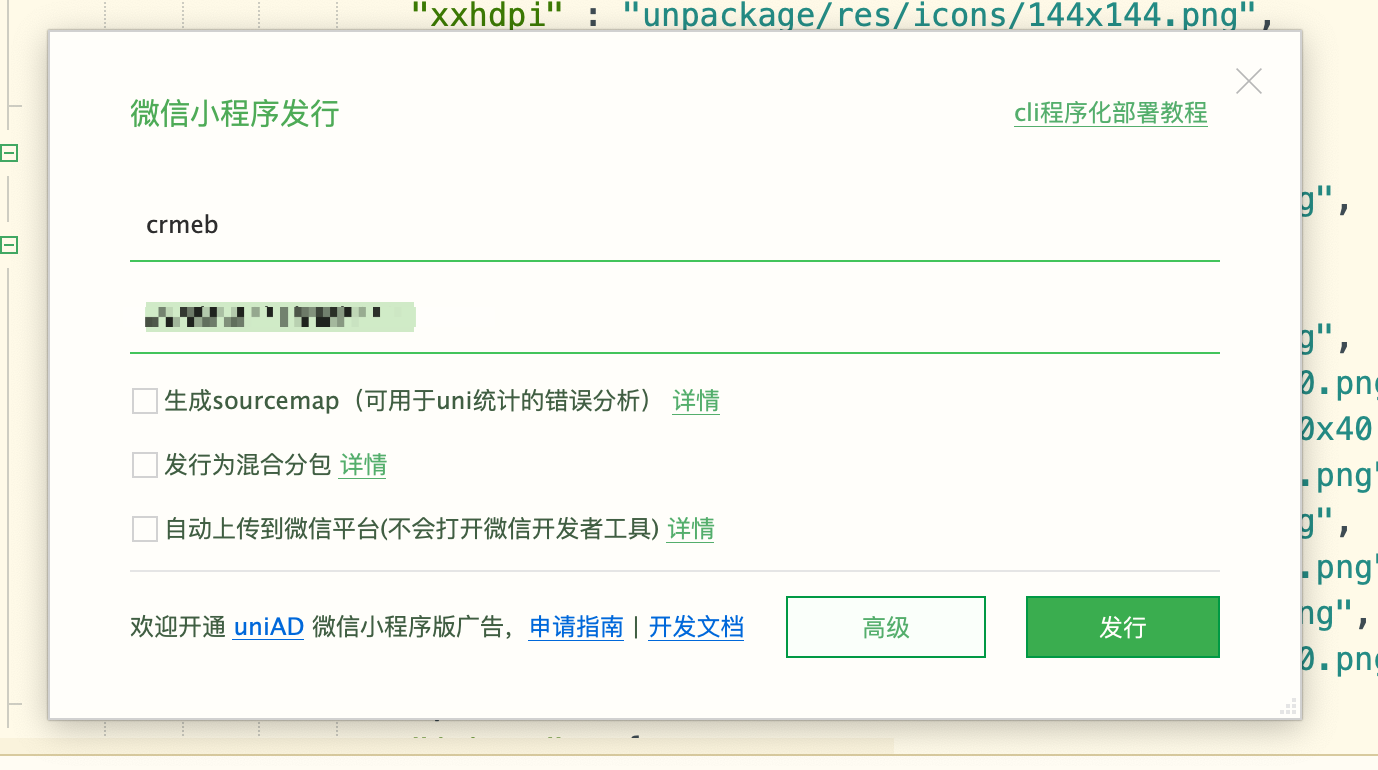 "xxhdpi" : "unpackage/res/icons/144x144.png",
微信小程序发行
cli程序化部署教程
g",
crmeb
g",
0.png
0x40
生成sourcemap（可用于uni统计的错误分析） 详情
.png"
发行为混合分包 详情
g",
自动上传到微信平台(不会打开微信开发者工具) 详情
.png"
ng",
欢迎开通 uniAD 微信小程序版广告，申请指南 | 开发文档
高级
发行
0.png